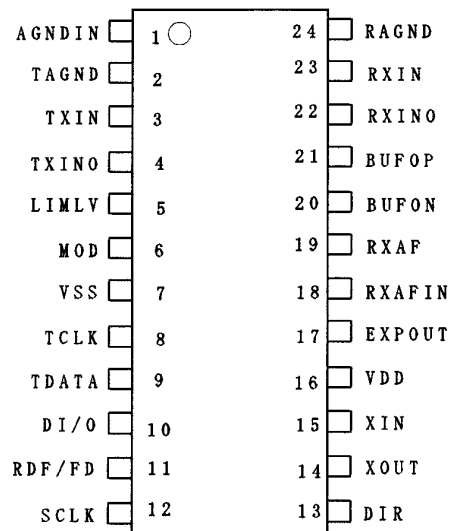 AGNDIN 1 24 RAGND
TAGND 2 23 RXIN
TXIN 3 22 RXINO
TXINO 4 21 BUFOP
LIMLV 5 20 BUFON
MOD 6 19 RXAF
VSS 7 18 RXAFIN
TCLK 8 17 EXPOUT
TDATA 9 16 VDD
DI/O 10 15 XIN
RDF/FD 11 14 XOUT
SCLK 12 13 DIR